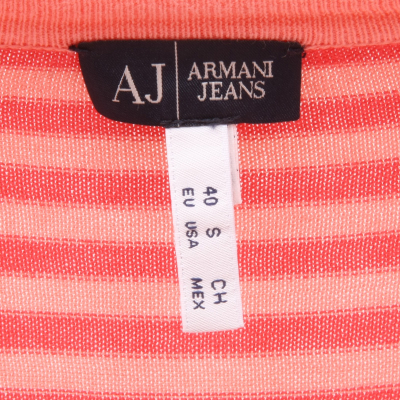 AJ
ARMANI
JEANS
40 S CH
EU USA MEX